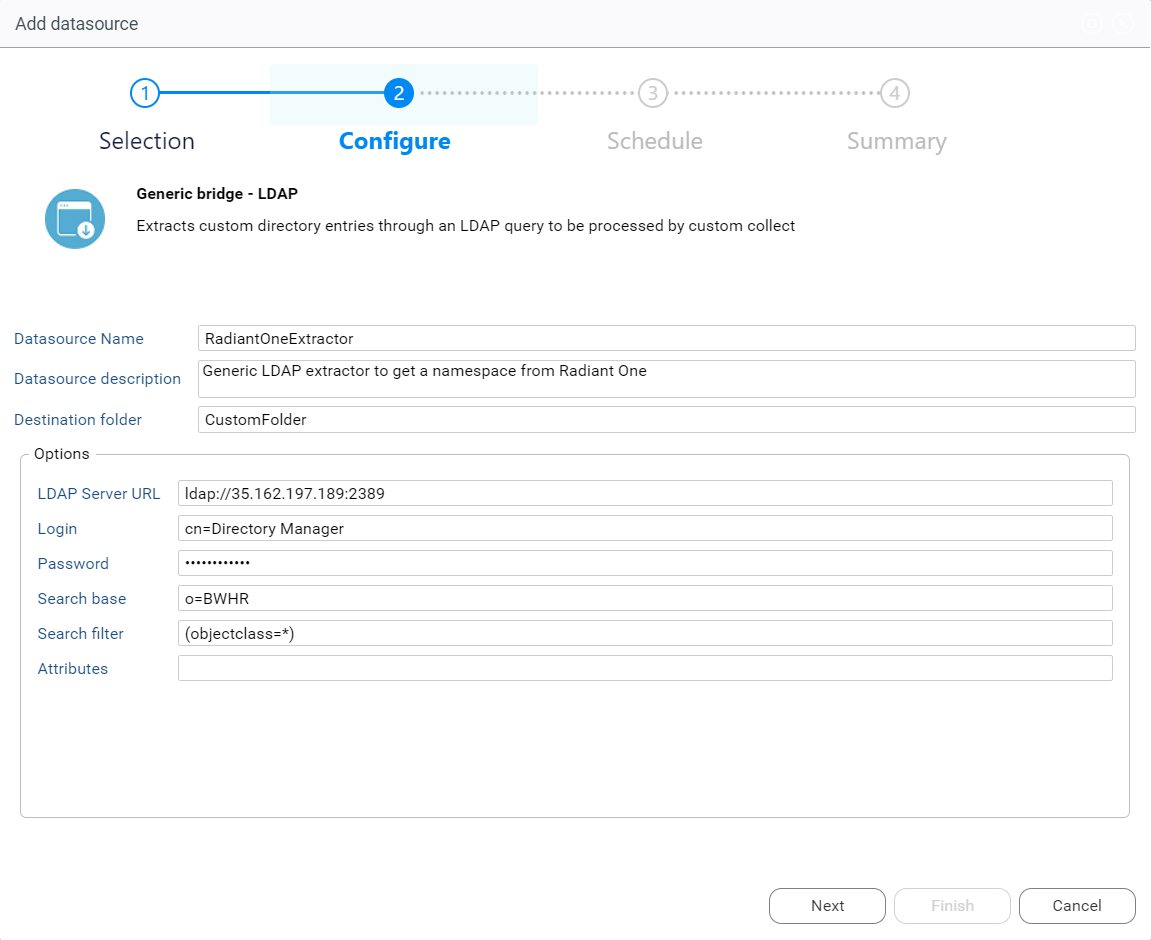 Add datasource
1 2 3 4
Selection Configure Schedule Summary
Generic bridge - LDAP
Extracts custom directory entries through an LDAP query to be processed by custom collect
Datasource Name RadiantOneExtractor
Datasource description Generic LDAP extractor to get a namespace from Radiant One
Destination folder CustomFolder
Options
LDAP Server URL ldap://35.162.197.189:2389
Login cn=Directory Manager
Password ••••••••••••
Search base o=BWHR
Search filter (objectclass=*)
Attributes
Next Finish Cancel